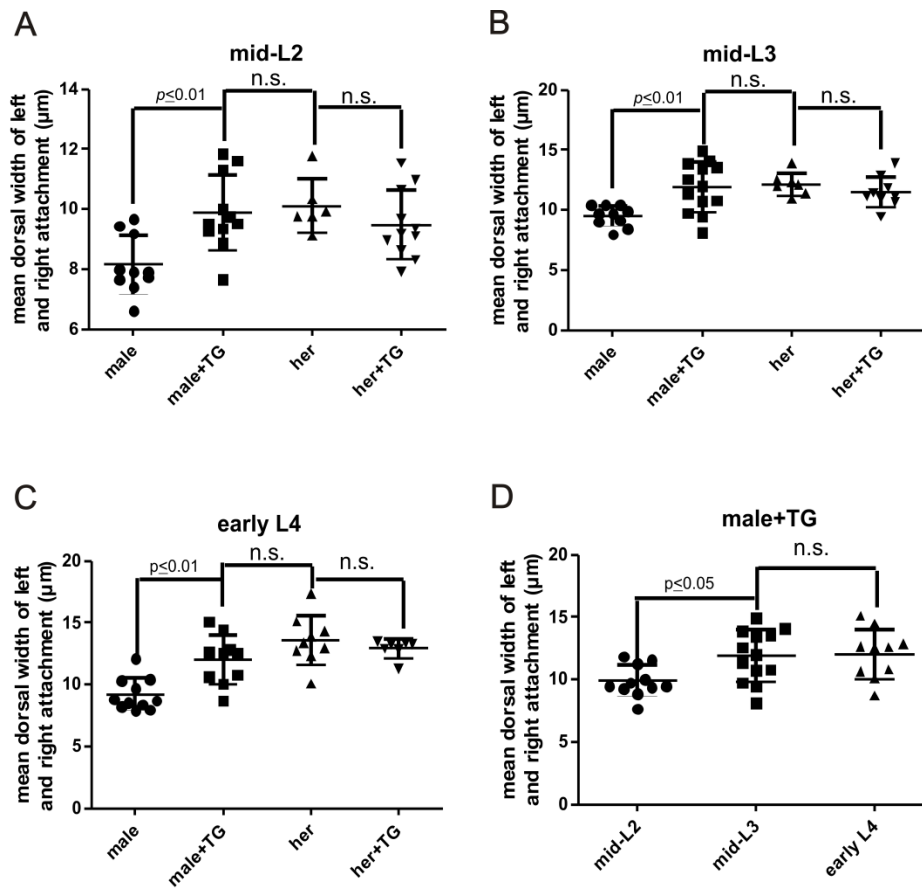 A
mid-L2
mean dorsal width of left
and right attachment (µm)
14
12
10
8
6
p≤0.01
n.s.
n.s.
male
male+TG
her
her+TG
B
mid-L3
mean dorsal width of left
and right attachment (µm)
20
15
10
5
0
p≤0.01
n.s.
n.s.
male
male+TG
her
her+TG
C
early L4
mean dorsal width of left
and right attachment (µm)
20
15
10
5
0
p≤0.01
n.s.
n.s.
male
male+TG
her
her+TG
D
male+TG
mean dorsal width of left
and right attachment (µm)
20
15
10
5
0
p≤0.05
n.s.
mid-L2
mid-L3
early L4